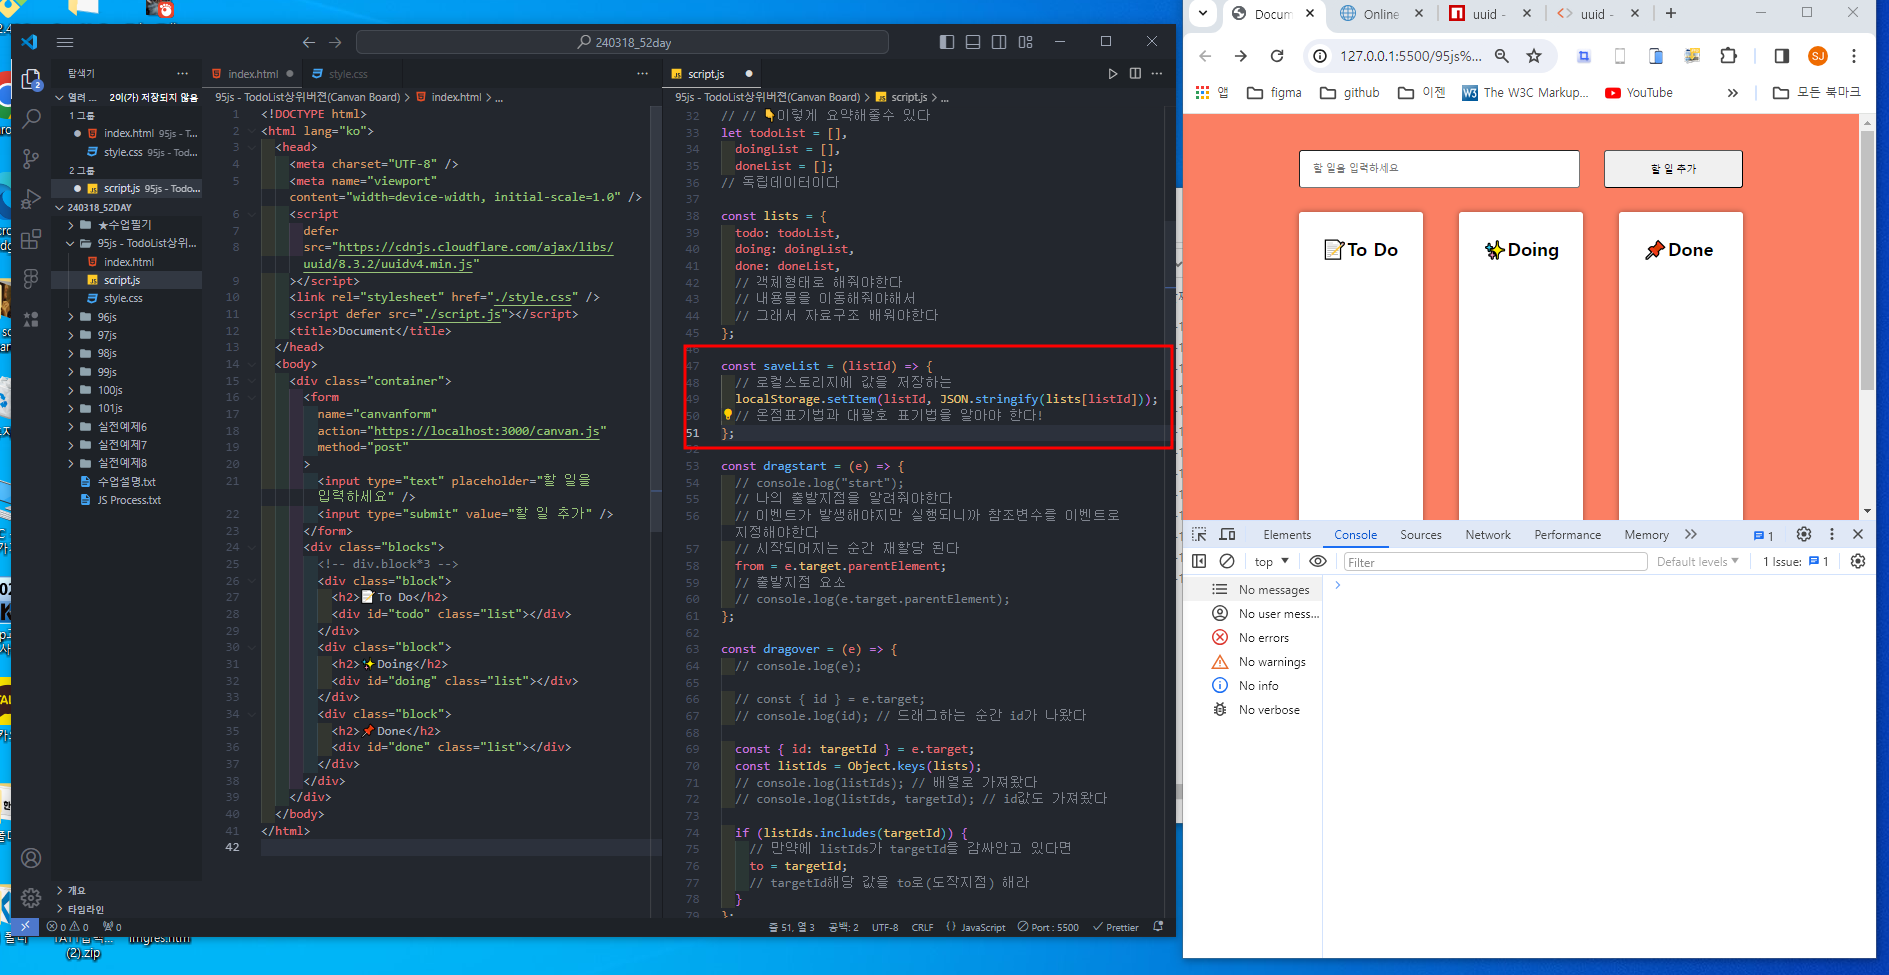 240318_52day
탐색기
index.html
style.css
script.js
열려 ... 2이(가) 저장되지 않음
95js - TodoList상위버전(Canvan Board) > index.html > ...
95js - TodoList상위버전(Canvan Board) > script.js > ...
1 그룹
index.html 95js - T...
style.css 95js - Tod...
2 그룹
script.js 95js - Todo...
240318_52DAY
★수업필기
95js - TodoList상위...
index.html
script.js
style.css
96js
97js
98js
99js
100js
101js
실전예제6
실전예제7
실전예제8
수업설명.txt
JS Process.txt
개요
타임라인
1 <!DOCTYPE html>
2 <html lang="ko">
3 <head>
4 <meta charset="UTF-8" />
5 <meta name="viewport"
content="width=device-width, initial-scale=1.0" />
6 <script
7 defer
8 src="https://cdnjs.cloudflare.com/ajax/libs/
uuid/8.3.2/uuidv4.min.js"
9 ></script>
10 <link rel="stylesheet" href="./style.css" />
11 <script defer src="./script.js"></script>
12 <title>Document</title>
13 </head>
14 <body>
15 <div class="container">
16 <form
17 name="canvanform"
18 action="https://localhost:3000/canvan.js"
19 method="post"
20 >
21 <input type="text" placeholder="할 일을
입력하세요" />
22 <input type="submit" value="할 일 추가" />
23 </form>
24 <div class="blocks">
25 <!-- div.block*3 -->
26 <div class="block">
27 <h2>📝To Do</h2>
28 <div id="todo" class="list"></div>
29 </div>
30 <div class="block">
31 <h2>✨Doing</h2>
32 <div id="doing" class="list"></div>
33 </div>
34 <div class="block">
35 <h2>📌Done</h2>
36 <div id="done" class="list"></div>
37 </div>
38 </div>
39 </div>
40 </body>
41 </html>
42
32 // // 👇이렇게 요약해줄수 있다
33 let todoList = [],
34 doingList = [],
35 doneList = [];
36 // 독립데이터이다
37
38 const lists = {
39 todo: todoList,
40 doing: doingList,
41 done: doneList,
42 // 객체형태로 해줘야한다
43 // 내용물을 이동해줘야해서
44 // 그래서 자료구조 배워야한다
45 };
46
47 const saveList = (listId) => {
48 // 로컬스토리지에 값을 저장하는
49 localStorage.setItem(listId, JSON.stringify(lists[listId]));
50 // 온점표기법과 대괄호 표기법을 알아야 한다!
51 };
52
53 const dragstart = (e) => {
54 // console.log("start");
55 // 나의 출발지점을 알려줘야한다
56 // 이벤트가 발생해야지만 실행되니까 참조변수를 이벤트로
지정해야한다
57 // 시작되어지는 순간 재할당 된다
58 from = e.target.parentElement;
59 // 출발지점 요소
60 // console.log(e.target.parentElement);
61 };
62
63 const dragover = (e) => {
64 // console.log(e);
65
66 // const { id } = e.target;
67 // console.log(id); // 드래그하는 순간 id가 나왔다
68
69 const { id: targetId } = e.target;
70 const listIds = Object.keys(lists);
71 // console.log(listIds); // 배열로 가져왔다
72 // console.log(listIds, targetId); // id값도 가져왔다
73
74 if (listIds.includes(targetId)) {
75 // 만약에 listIds가 targetId를 감싸안고 있다면
76 to = targetId;
77 // targetId해당 값을 to로(도착지점) 해라
78 }
79 };
0 0 0
줄 51, 열 3 공백: 2 UTF-8 CRLF {} JavaScript Port : 5500 Prettier
(2).zip
Docum
Online
uuid -
uuid -
127.0.0.1:5500/95js%...
SJ
앱 figma github 이젠 The W3C Markup... YouTube » 모든 북마크
할 일을 입력하세요
할 일 추가
📝To Do
✨Doing
📌Done
Elements Console Sources Network Performance Memory 1
top Filter Default levels 1 Issue: 1
No messages
No user mess...
No errors
No warnings
No info
No verbose